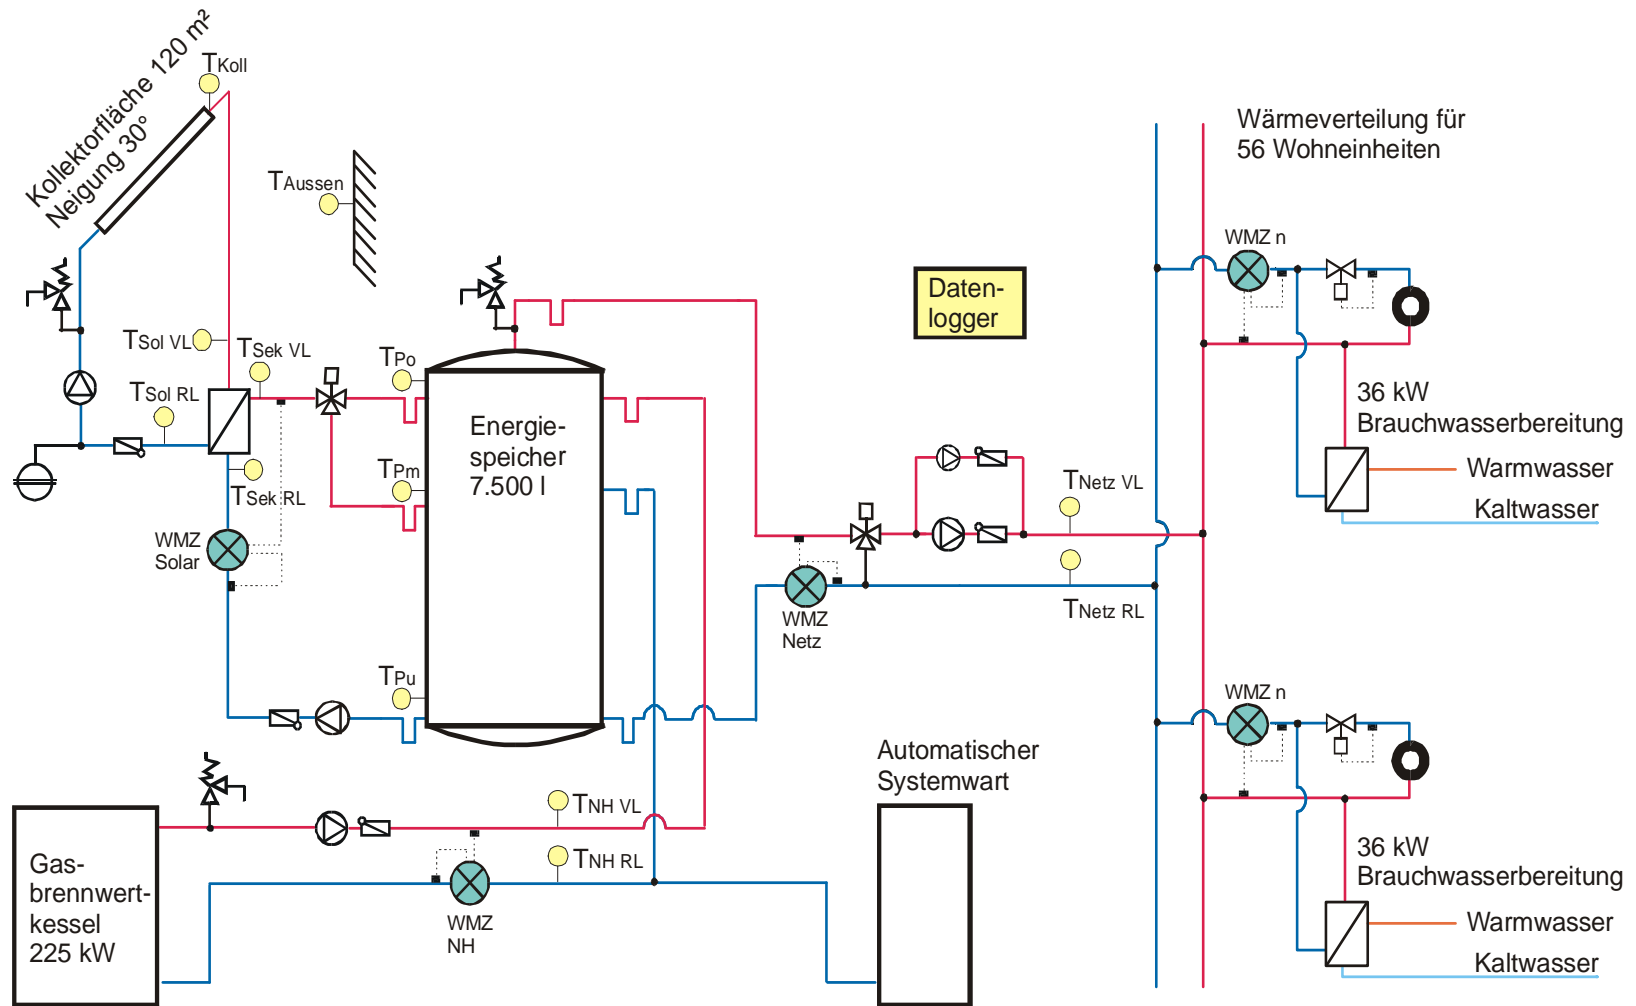 Kollektorfläche 120 m²
Neigung 30°
TKoll
TAussen
TSol VL
TSek VL
TSol RL
TSek RL
WMZ
Solar
TPo
TPm
TPu
Energie-
speicher
7.500 l
Daten-
logger
WMZ
Netz
TNetz VL
TNetz RL
Wärmeverteilung für
56 Wohneinheiten
WMZ n
36 kW
Brauchwasserbereitung
Warmwasser
Kaltwasser
WMZ n
36 kW
Brauchwasserbereitung
Warmwasser
Kaltwasser
Automatischer
Systemwart
TNH VL
TNH RL
WMZ
NH
Gas-
brennwert-
kessel
225 kW